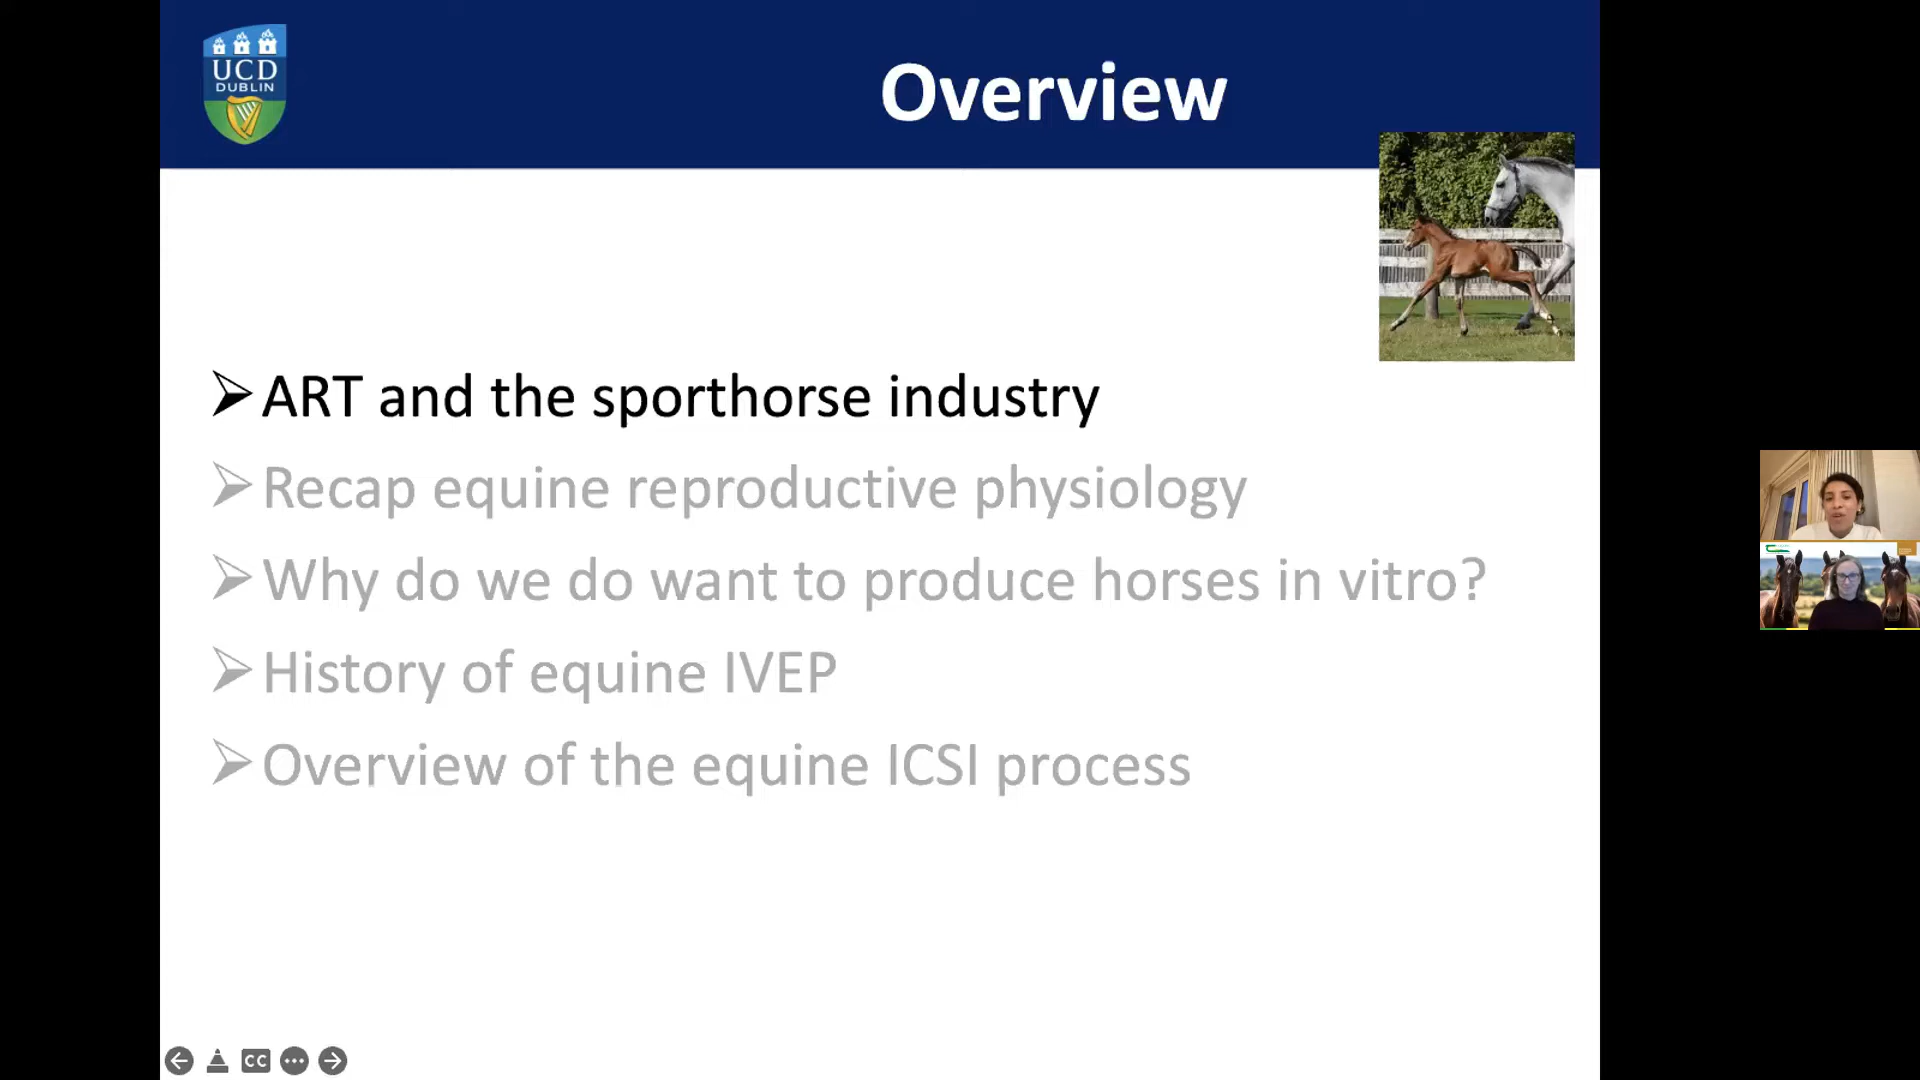 UCD
DUBLIN
Overview
ART and the sporthorse industry
Recap equine reproductive physiology
Why do we do want to produce horses in vitro?
History of equine IVEP
Overview of the equine ICSI process
CC